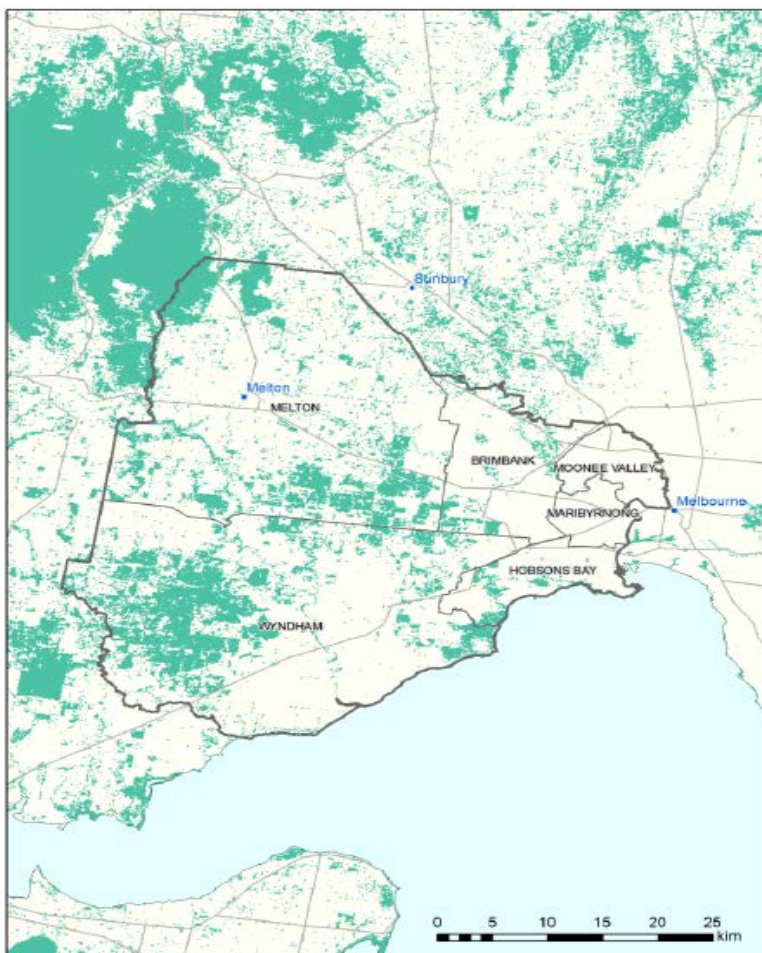 Sunbury
Melton
MELTON
BRIMBANK
MOONEE VALLEY
Melbourne
MARIBYRNONG
HOBSONS BAY
WYNDHAM
0 5 10 15 20 25
km